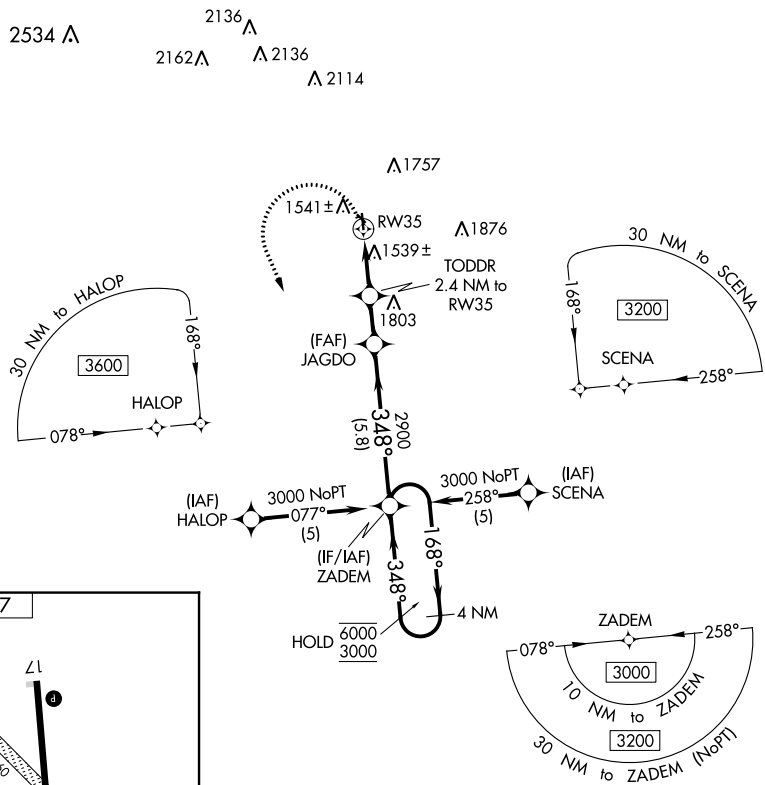 2534
2136
2162
2136
2114
1757
1541±
RW35
1876
1539±
TODDR
2.4 NM to
RW35
1803
(FAF)
JAGDO
30 NM to HALOP
168°
3600
HALOP
078°
30 NM to SCENA
168°
3200
SCENA
258°
2900
348°
(5.8)
(IAF)
HALOP
3000 NoPT
077°
(5)
3000 NoPT
258°
(5)
(IAF)
SCENA
(IF/IAF)
ZADEM
348°
168°
4 NM
HOLD
6000
3000
ZADEM
078°
258°
3000
10 NM to ZADEM
3200
30 NM to ZADEM (NoPT)
7
17
P